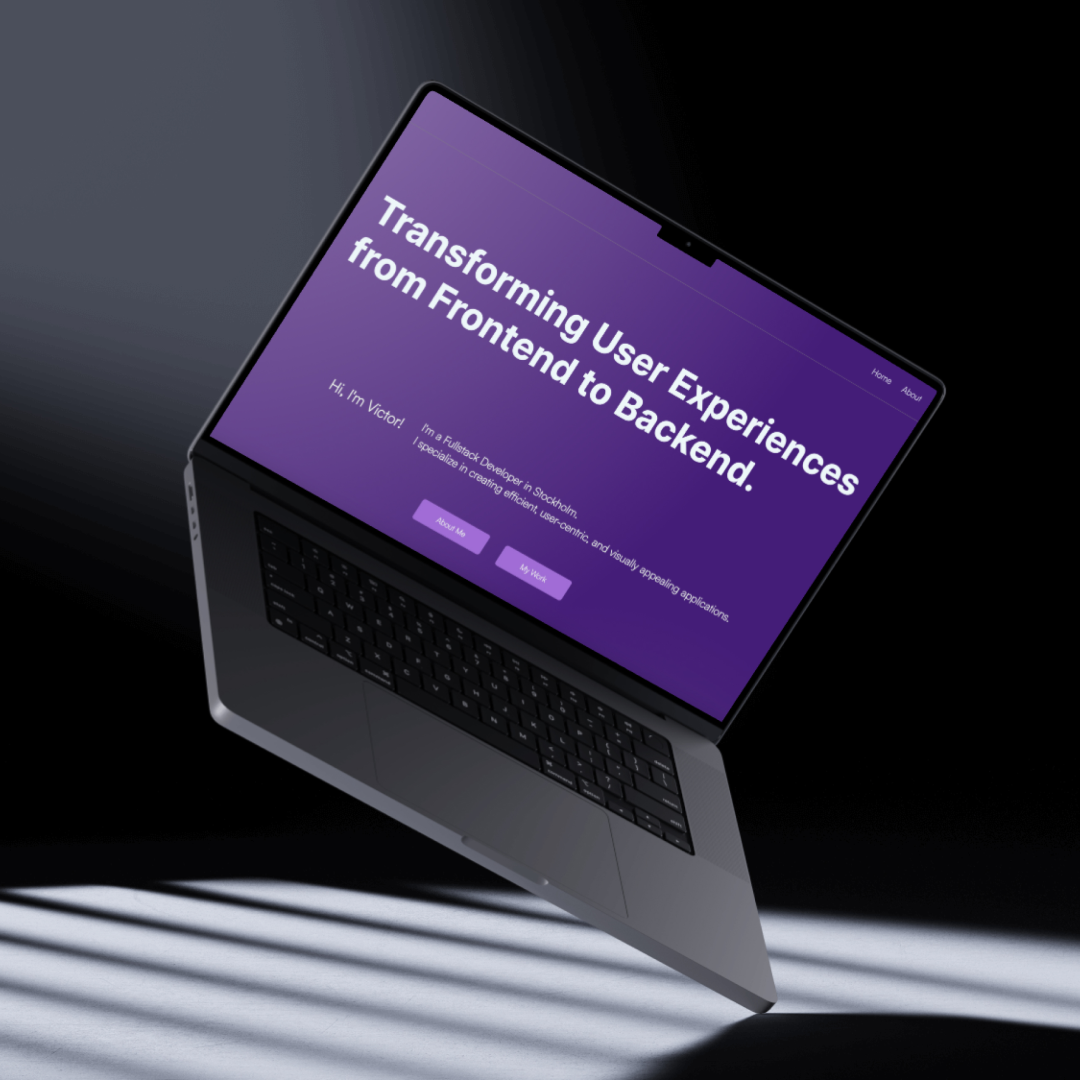 Home About
Transforming User Experiences
from Frontend to Backend.
Hi, I'm Victor!
I'm a Fullstack Developer in Stockholm.
I specialize in creating efficient, user-centric, and visually appealing applications.
About Me
My Work